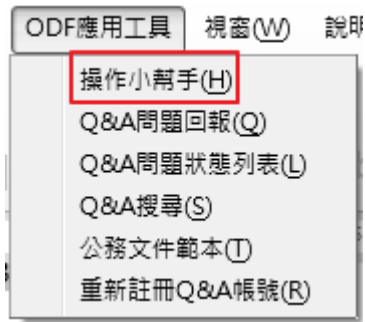 ODF應用工具 視窗(W) 說明
操作小幫手(H)
Q&A問題回報(Q)
Q&A問題狀態列表(L)
Q&A搜尋(S)
公務文件範本(T)
重新註冊Q&A帳號(R)